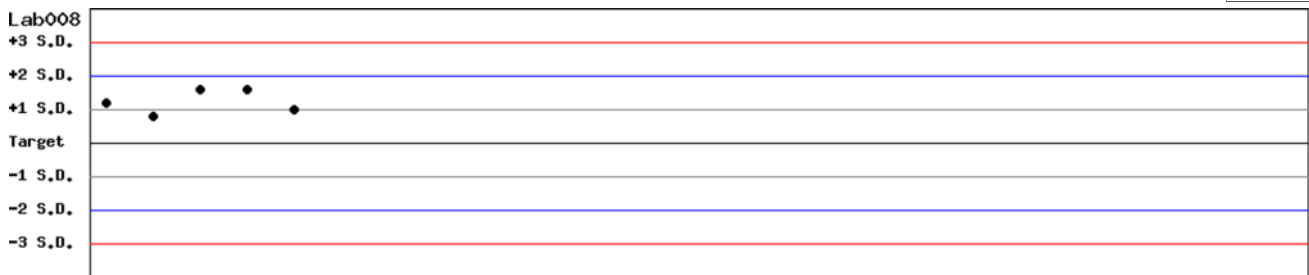 Lab008
+3 S.D.
+2 S.D.
+1 S.D.
Target
-1 S.D.
-2 S.D.
-3 S.D.